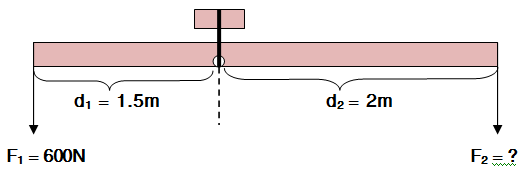 d₁ = 1.5m
d₂ = 2m
F₁ = 600N
F₂ = ?